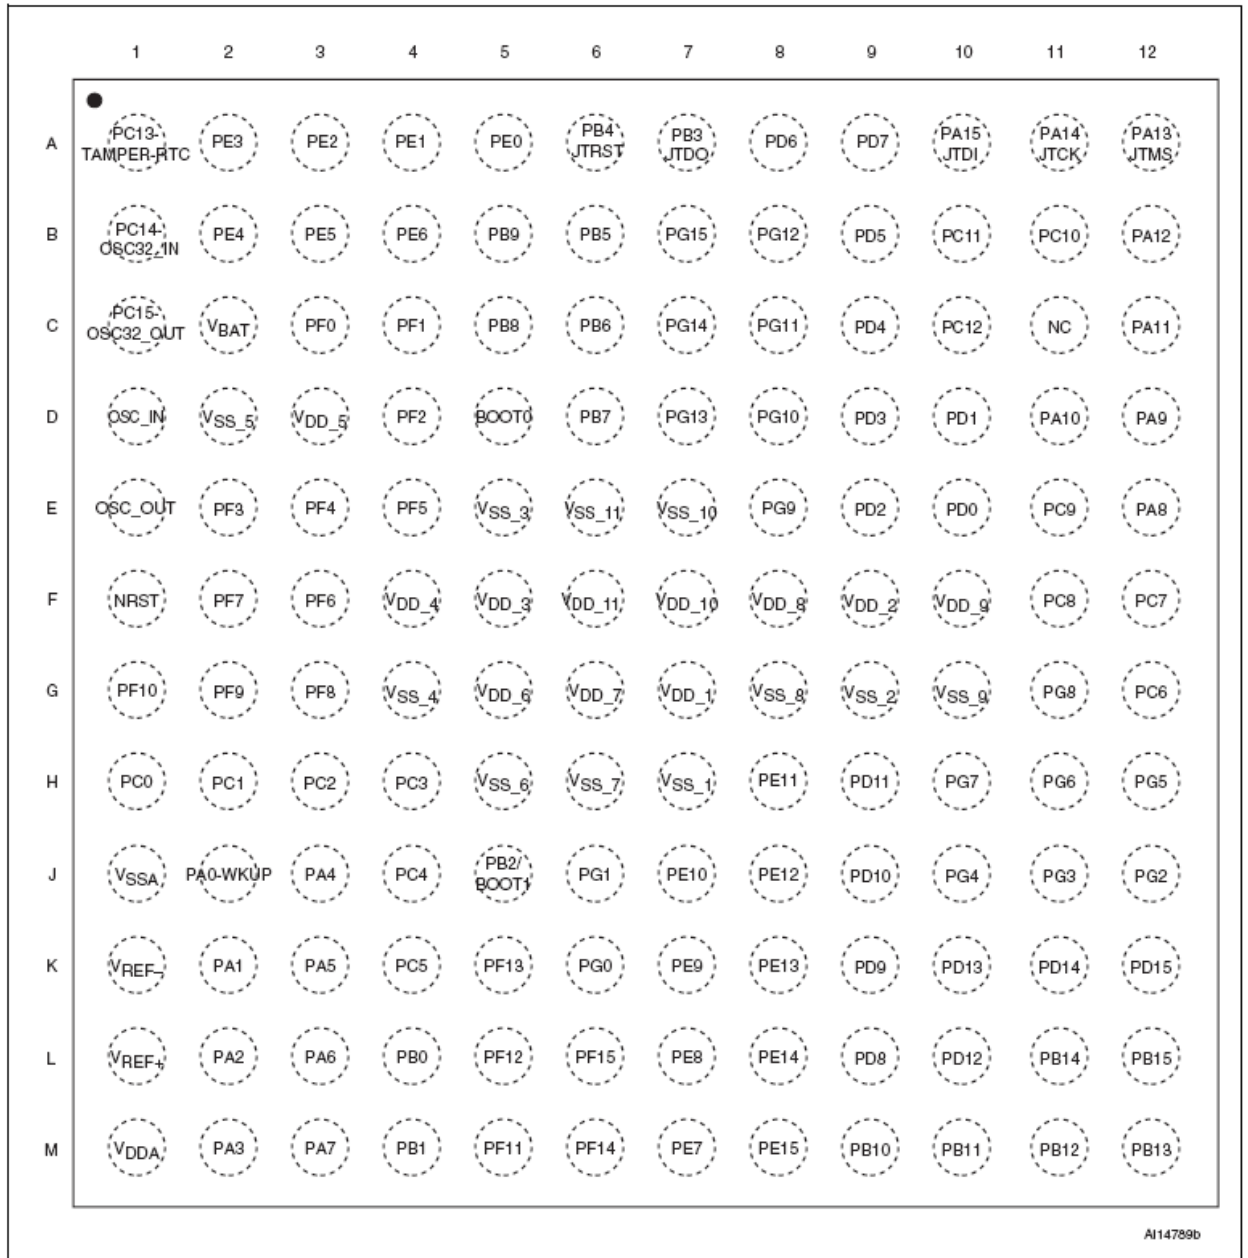 1 2 3 4 5 6 7 8 9 10 11 12
A PC13- TAMPER-RTC PE3 PE2 PE1 PE0 PB4 JTRST PB3 JTDO PD6 PD7 PA15 JTDI PA14 JTCK PA13 JTMS
B PC14- OSC32_IN PE4 PE5 PE6 PB9 PB5 PG15 PG12 PD5 PC11 PC10 PA12
C PC15- OSC32_OUT VBAT PF0 PF1 PB8 PB6 PG14 PG11 PD4 PC12 NC PA11
D OSC_IN VSS_5 VDD_5 PF2 BOOT0 PB7 PG13 PG10 PD3 PD1 PA10 PA9
E OSC_OUT PF3 PF4 PF5 VSS_3 VSS_11 VSS_10 PG9 PD2 PD0 PC9 PA8
F NRST PF7 PF6 VDD_4 VDD_3 VDD_11 VDD_10 VDD_8 VDD_2 VDD_9 PC8 PC7
G PF10 PF9 PF8 VSS_4 VDD_6 VDD_7 VDD_1 VSS_8 VSS_2 VSS_9 PG8 PC6
H PC0 PC1 PC2 PC3 VSS_6 VSS_7 VSS_1 PE11 PD11 PG7 PG6 PG5
J VSSA PA0-WKUP PA4 PC4 PB2/ BOOT1 PG1 PE10 PE12 PD10 PG4 PG3 PG2
K VREF– PA1 PA5 PC5 PF13 PG0 PE9 PE13 PD9 PD13 PD14 PD15
L VREF+ PA2 PA6 PB0 PF12 PF15 PE8 PE14 PD8 PD12 PB14 PB15
M VDDA PA3 PA7 PB1 PF11 PF14 PE7 PE15 PB10 PB11 PB12 PB13
AI14789b